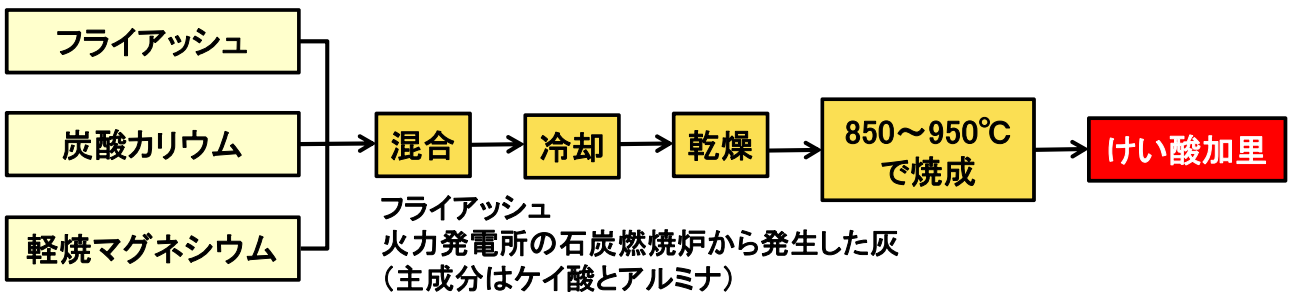 フライアッシュ
炭酸カリウム
軽焼マグネシウム
混合
冷却
乾燥
850～950℃
で焼成
けい酸加里
フライアッシュ
火力発電所の石炭燃焼炉から発生した灰
（主成分はケイ酸とアルミナ）